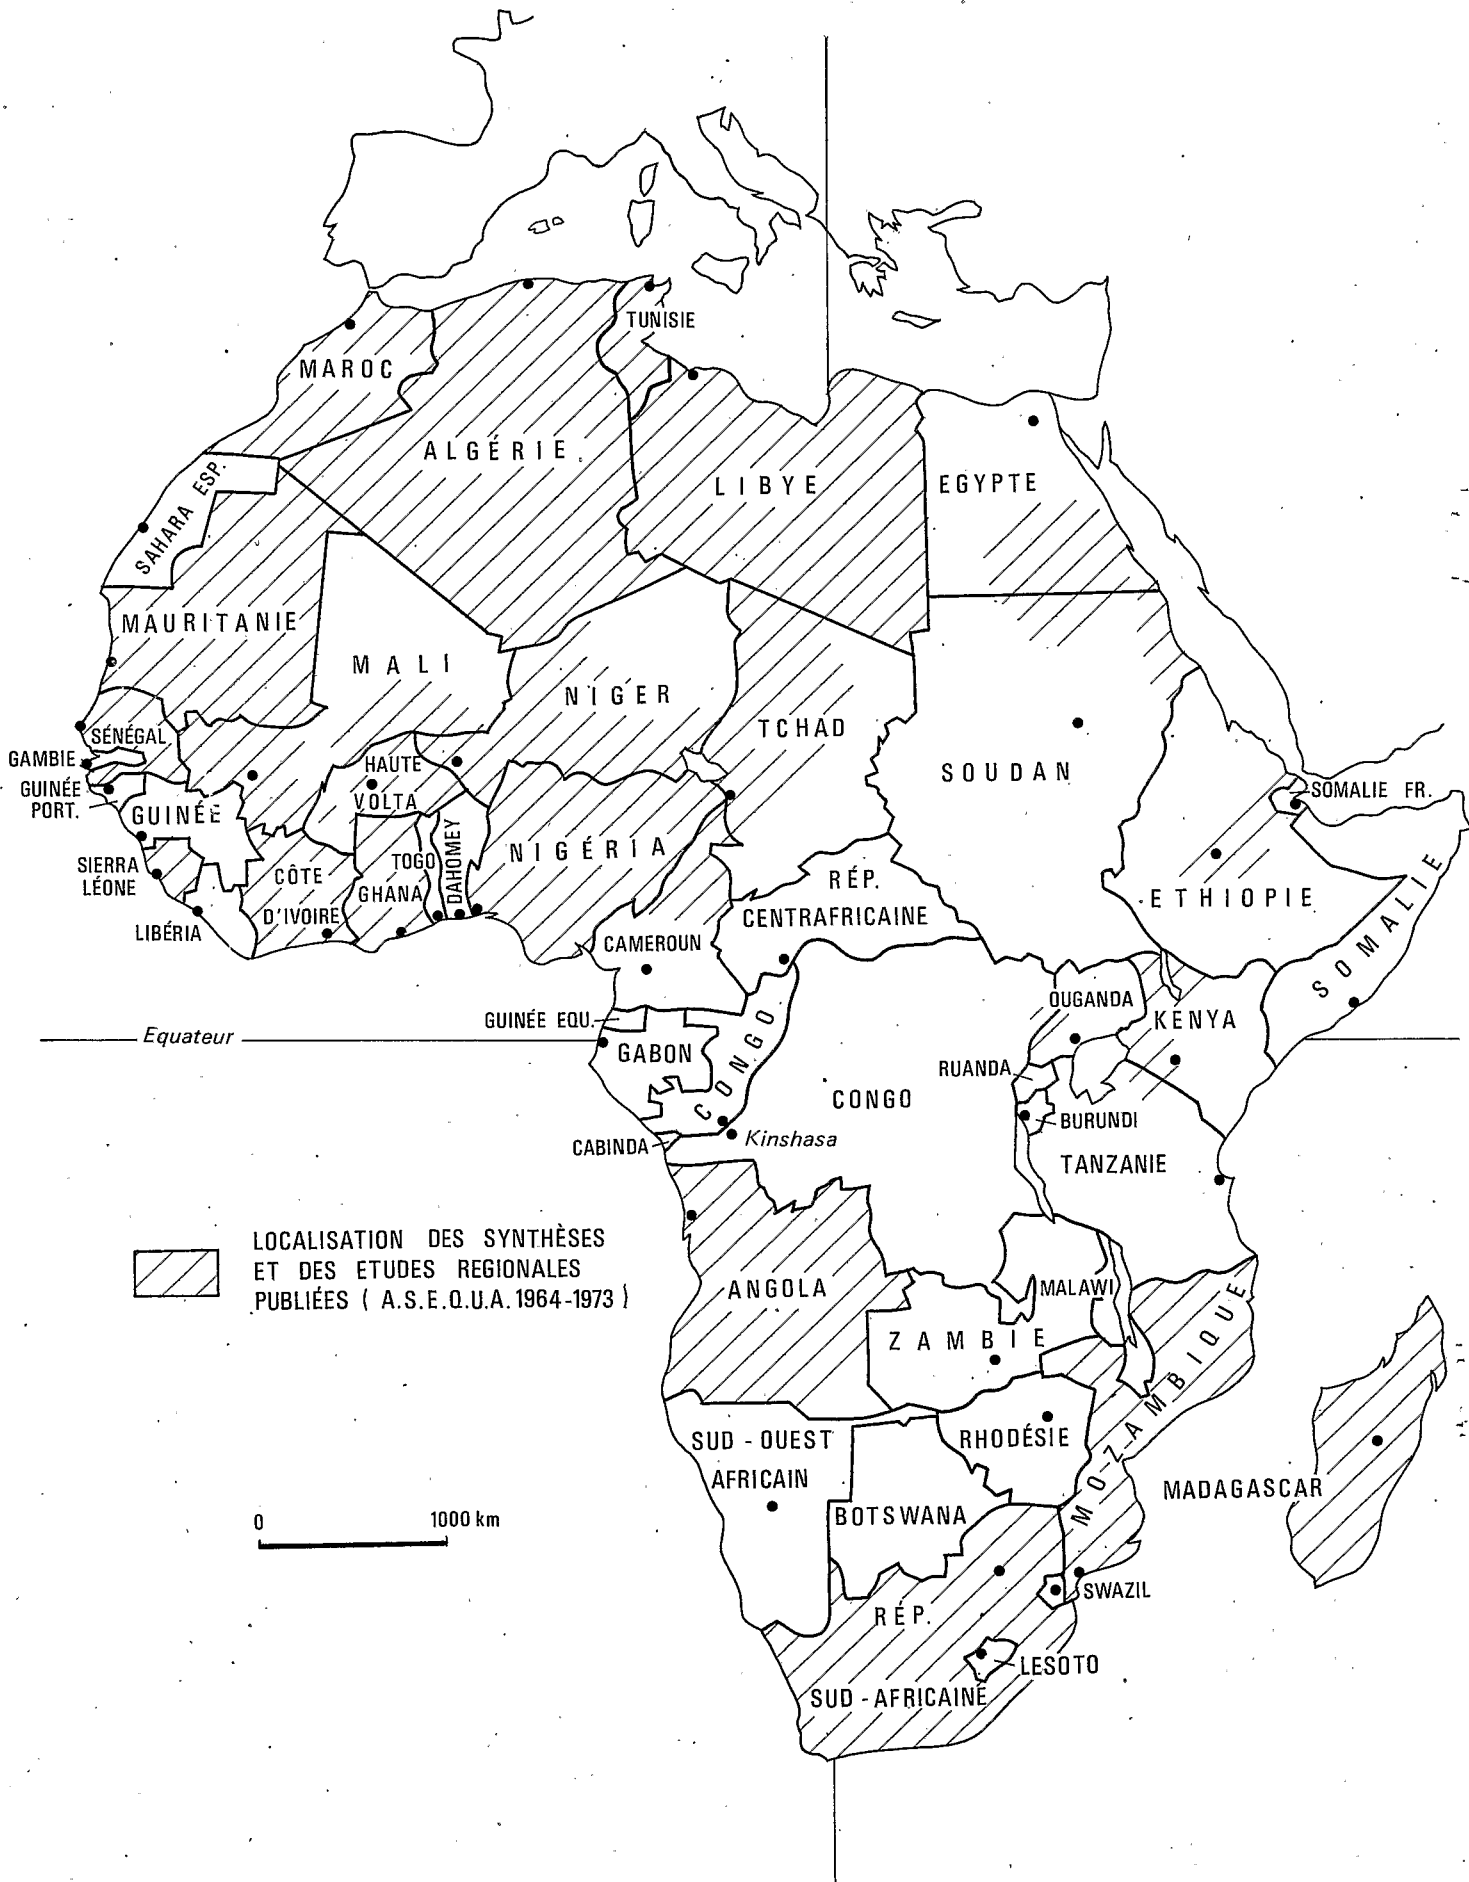 TUNISIE
MAROC
ALGÉRIE
LIBYE
EGYPTE
SAHARA ESP.
MAURITANIE
MALI
NIGER
TCHAD
SOUDAN
SÉNÉGAL
GAMBIE
GUINÉE
PORT.
GUINÉE
HAUTE
VOLTA
SOMALIE FR.
SIERRA
LÉONE
CÔTE
D'IVOIRE
GHANA
TOGO
DAHOMEY
NIGÉRIA
LIBÉRIA
RÉP.
CENTRAFRICAINE
ETHIOPIE
SOMALIE
CAMEROUN
GUINÉE EQU.
OUGANDA
KENYA
Equateur
GABON
CONGO
CONGO
RUANDA
BURUNDI
CABINDA
Kinshasa
TANZANIE
LOCALISATION DES SYNTHÈSES
ET DES ETUDES REGIONALES
PUBLIÉES ( A.S.E.Q.U.A. 1964-1973 )
ANGOLA
MALAWI
ZAMBIE
MOZAMBIQUE
SUD-OUEST
AFRICAIN
RHODÉSIE
BOTSWANA
MADAGASCAR
0 1000 km
SWAZIL
RÉP.
SUD-AFRICAINE
LESOTO